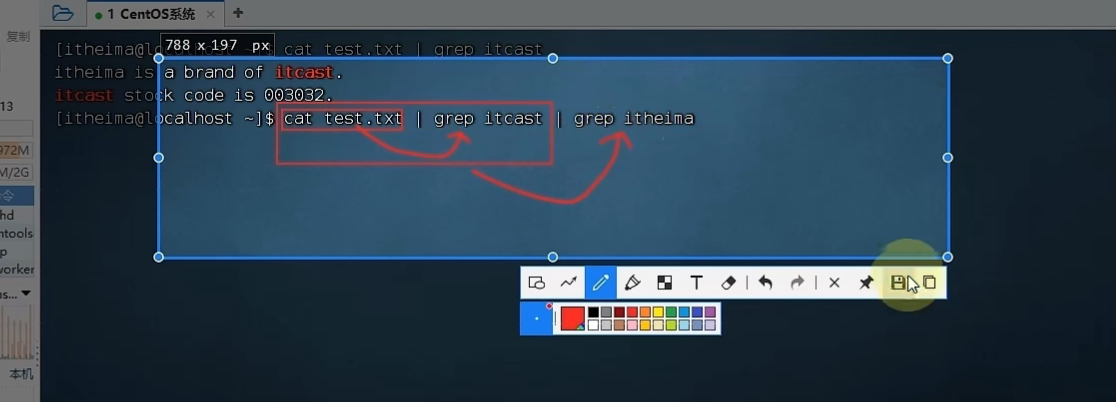 复制
1 CentOS系统
788 x 197 px
[itheima@localhost ~]$ cat test.txt | grep itcast
itheima is a brand of itcast.
itcast stock code is 003032.
[itheima@localhost ~]$ cat test.txt | grep itcast | grep itheima
13
972M
M/2G
令
hd
ntools
p
worker
s...
本机
T